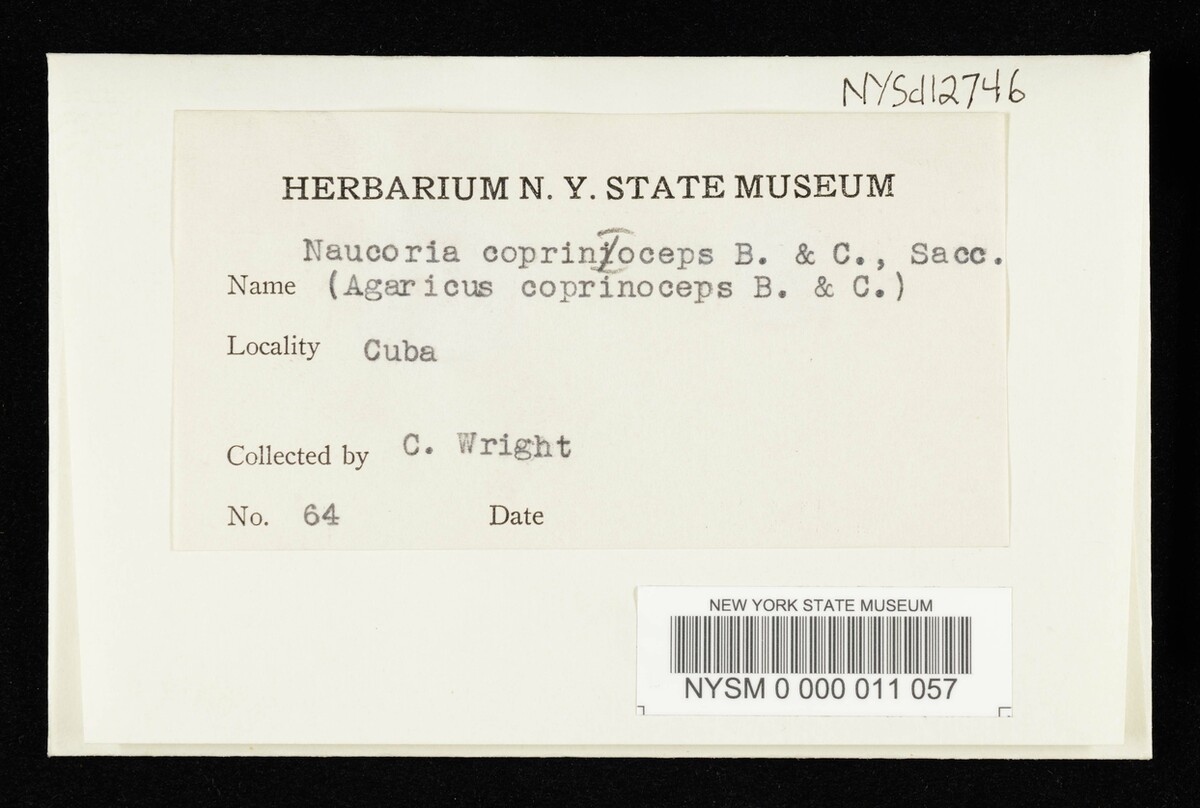 NYSd12746
HERBARIUM N. Y. STATE MUSEUM
Naucoria coprinoceps B. & C., Sacc.
Name (Agaricus coprinoceps B. & C.)
Locality Cuba
Collected by C. Wright
No. 64 Date
NEW YORK STATE MUSEUM
NYSM 0 000 011 057